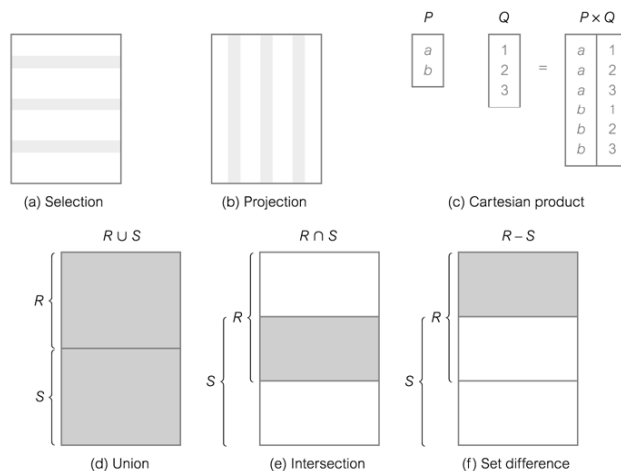 P Q P × Q
a 1 a 1
b 2 = a 2
3 a 3
b 1
b 2
b 3
(a) Selection (b) Projection (c) Cartesian product
R ∪ S R ∩ S R – S
R R R
S S S
(d) Union (e) Intersection (f) Set difference